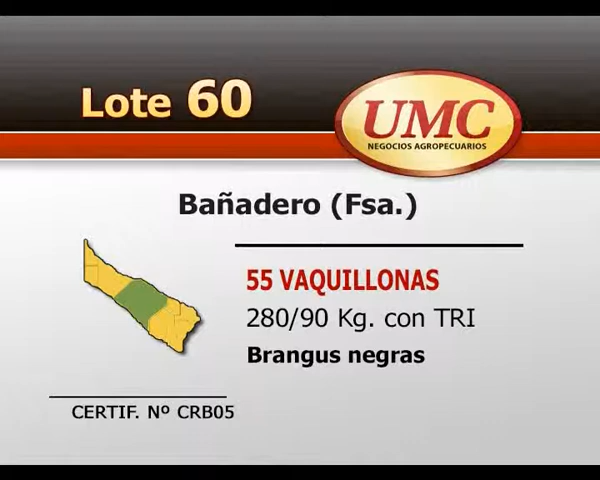 Lote 60
UMC
NEGOCIOS AGROPECUARIOS
Bañadero (Fsa.)
55 VAQUILLONAS
280/90 Kg. con TRI
Brangus negras
CERTIF. Nº CRB05